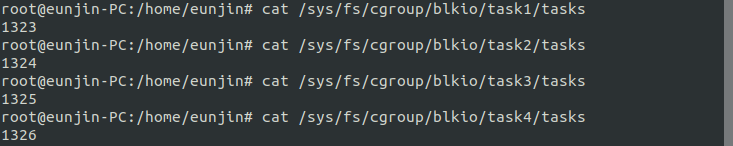 root@eunjin-PC:/home/eunjin# cat /sys/fs/cgroup/blkio/task1/tasks
1323
root@eunjin-PC:/home/eunjin# cat /sys/fs/cgroup/blkio/task2/tasks
1324
root@eunjin-PC:/home/eunjin# cat /sys/fs/cgroup/blkio/task3/tasks
1325
root@eunjin-PC:/home/eunjin# cat /sys/fs/cgroup/blkio/task4/tasks
1326